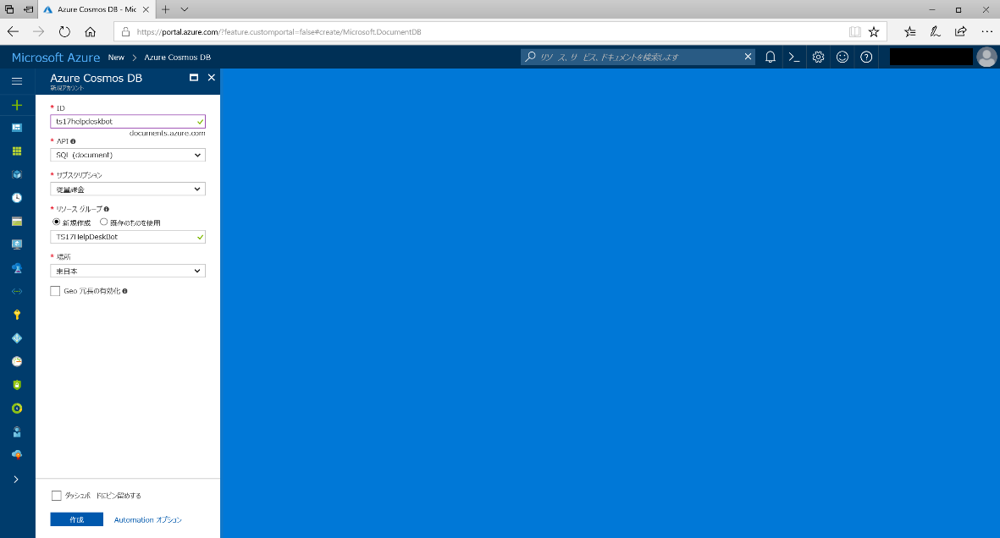 Azure Cosmos DB - Mic
https://portal.azure.com/?feature.customportal=false#create/Microsoft.DocumentDB
Microsoft Azure New > Azure Cosmos DB
リソース、サービス、ドキュメントを検索します
Azure Cosmos DB
新規アカウント
* ID
ts17helpdeskbot
documents.azure.com
* API
SQL (document)
* サブスクリプション
従量課金
* リソース グループ
新規作成 既存のものを使用
TS17HelpDeskBot
* 場所
東日本
Geo 冗長の有効化
ダッシュボードにピン留めする
作成 Automation オプション